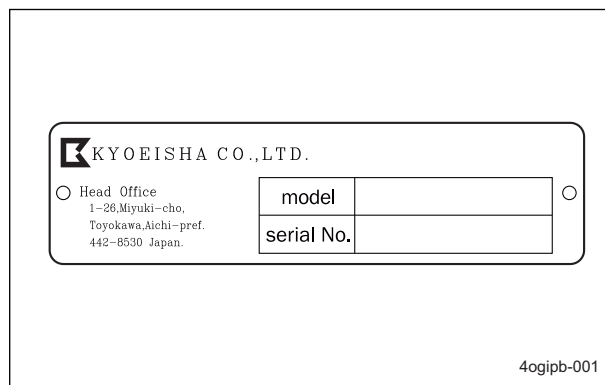 KYOEISHA CO.,LTD.
Head Office
1-26,Miyuki-cho,
Toyokawa,Aichi-pref.
442-8530 Japan.
model
serial No.
4ogipb-001